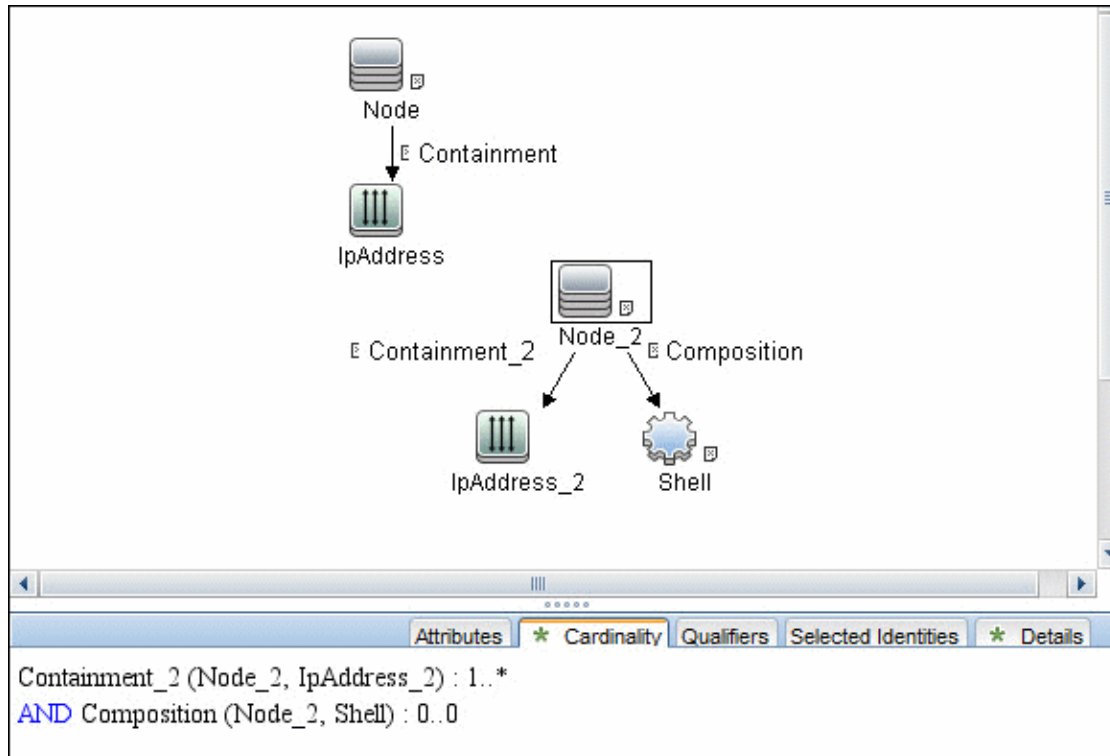 Node
Containment
IpAddress
Node_2
Containment_2
Composition
IpAddress_2
Shell
Attributes
* Cardinality
Qualifiers
Selected Identities
* Details
Containment_2 (Node_2, IpAddress_2) : 1..*
AND Composition (Node_2, Shell) : 0..0